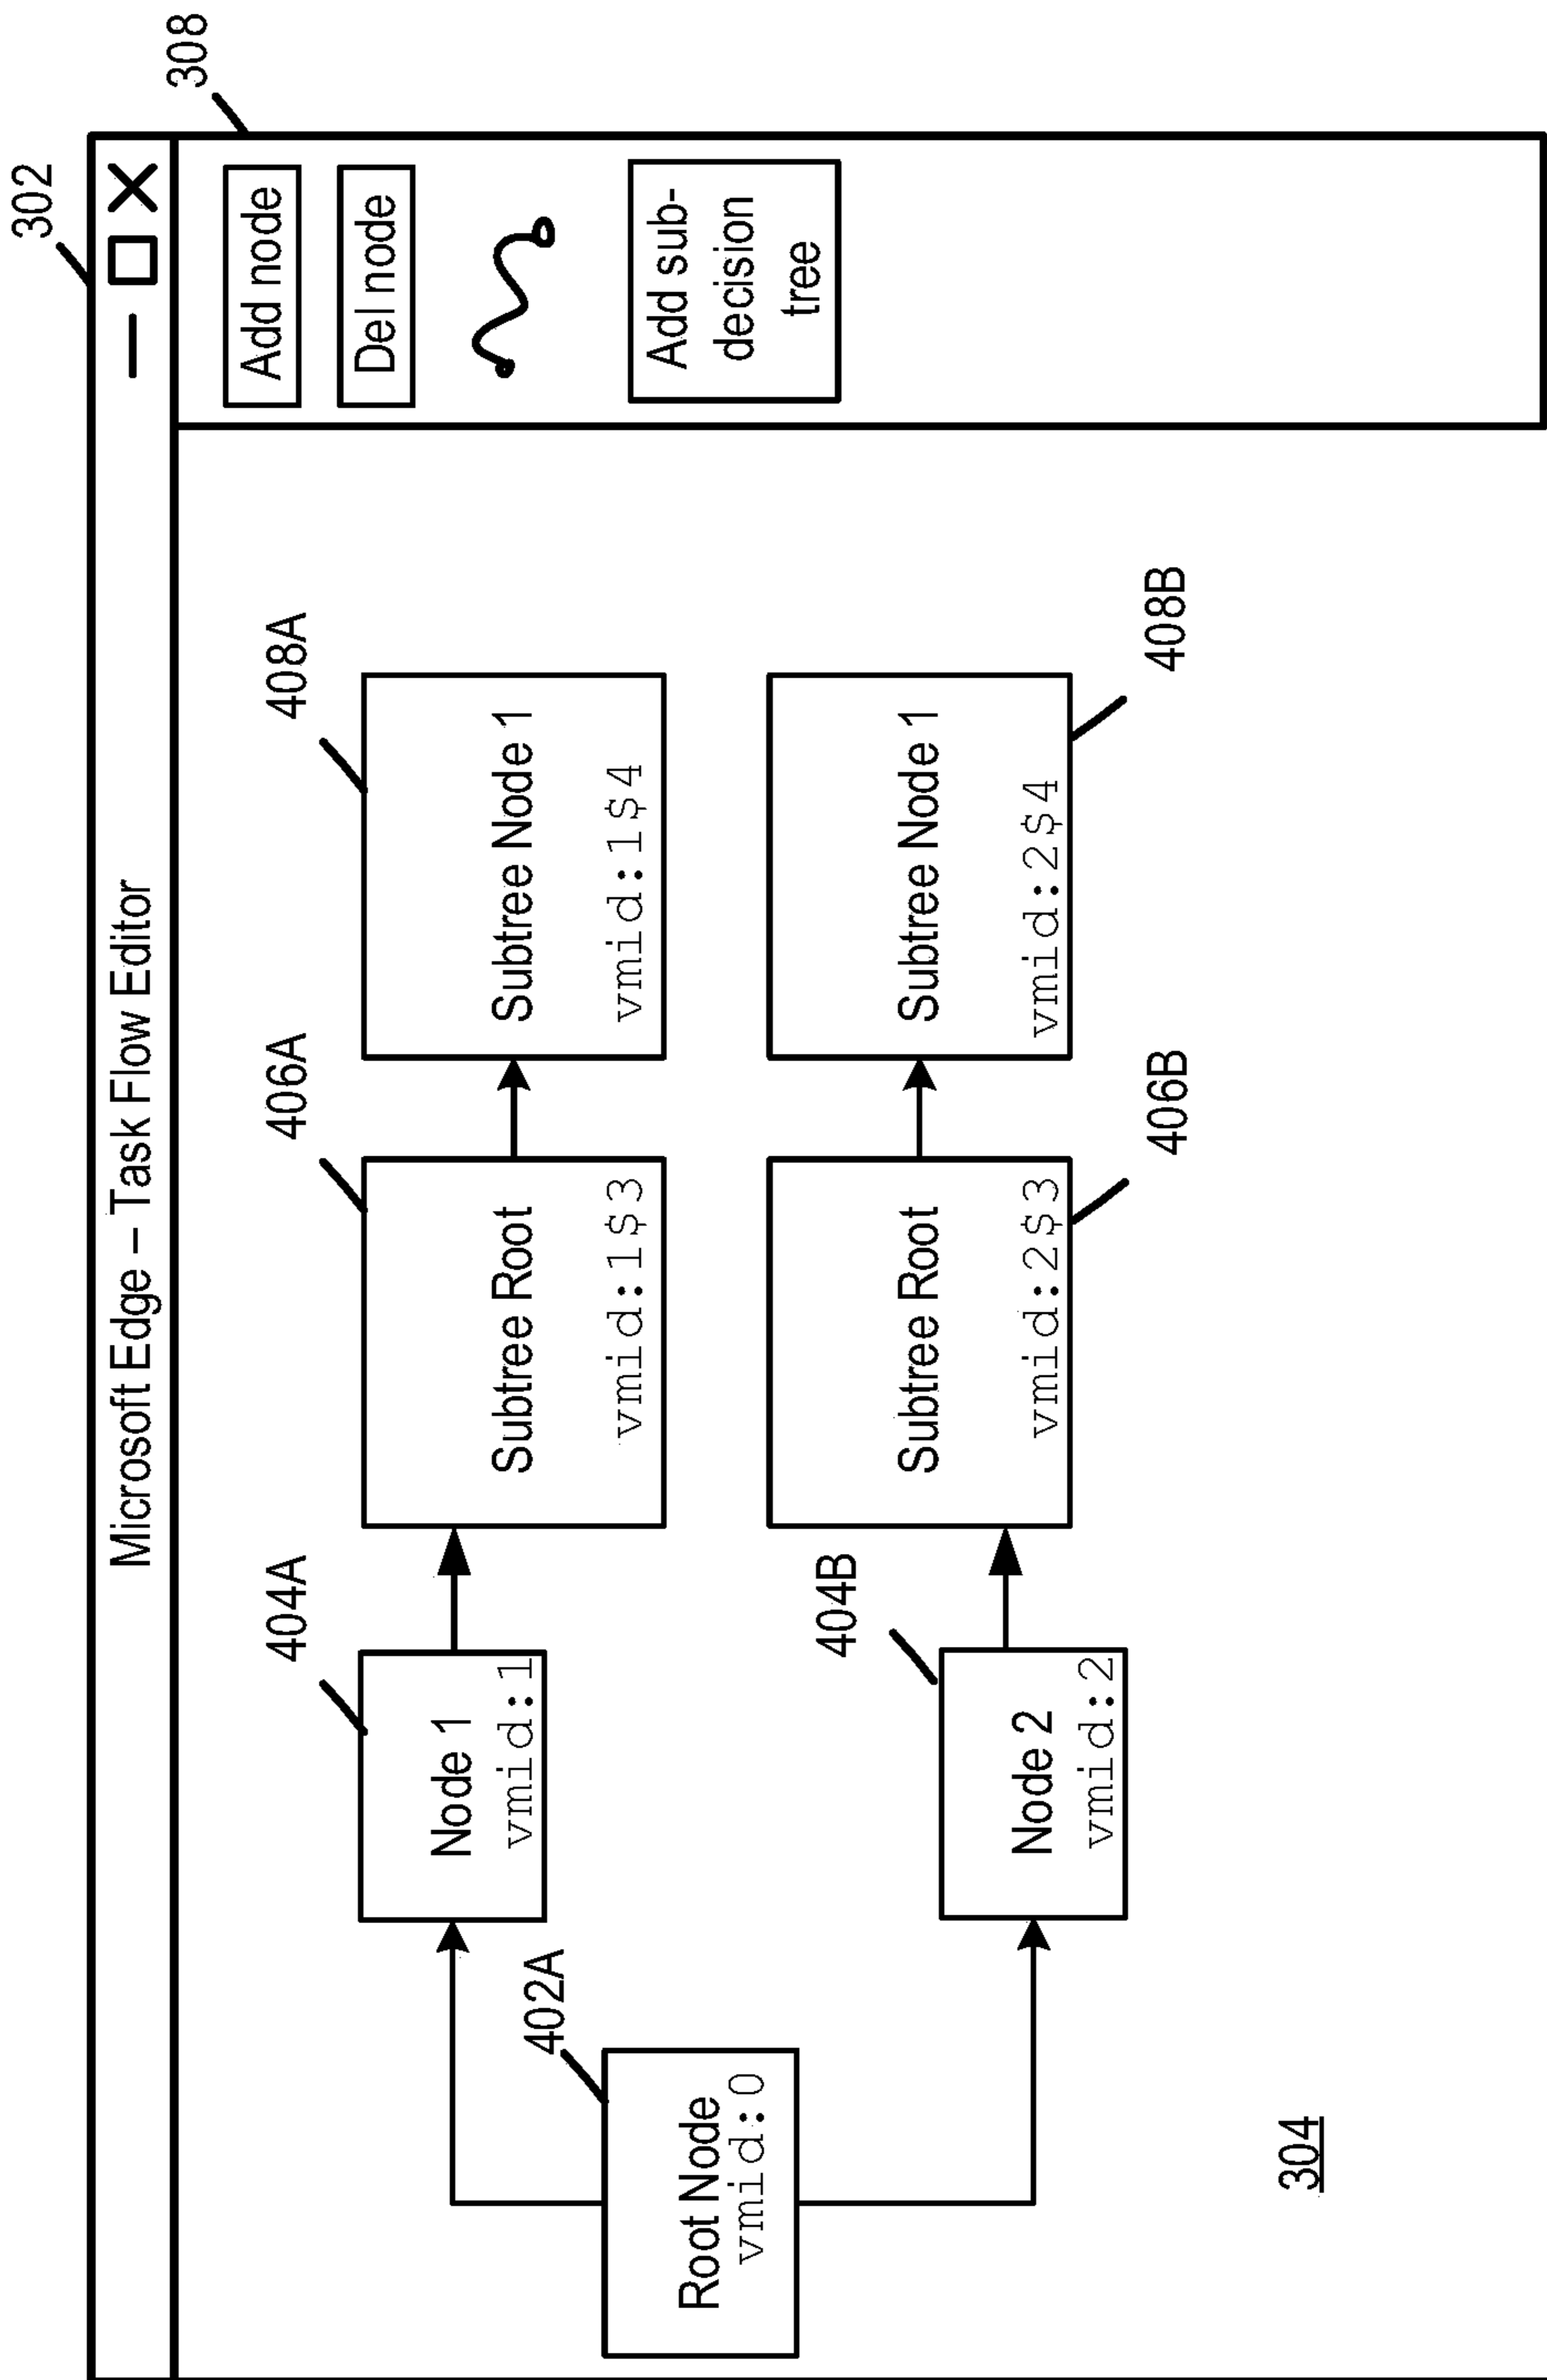 302
Microsoft Edge – Task Flow Editor
308
Add node
Del node
Add sub-
decision
tree
402A
Root Node
vmid:0
404A
Node 1
vmid:1
406A
Subtree Root
vmid:1$3
408A
Subtree Node 1
vmid:1$4
404B
Node 2
vmid:2
Subtree Root
vmid:2$3
406B
Subtree Node 1
vmid:2$4
408B
304